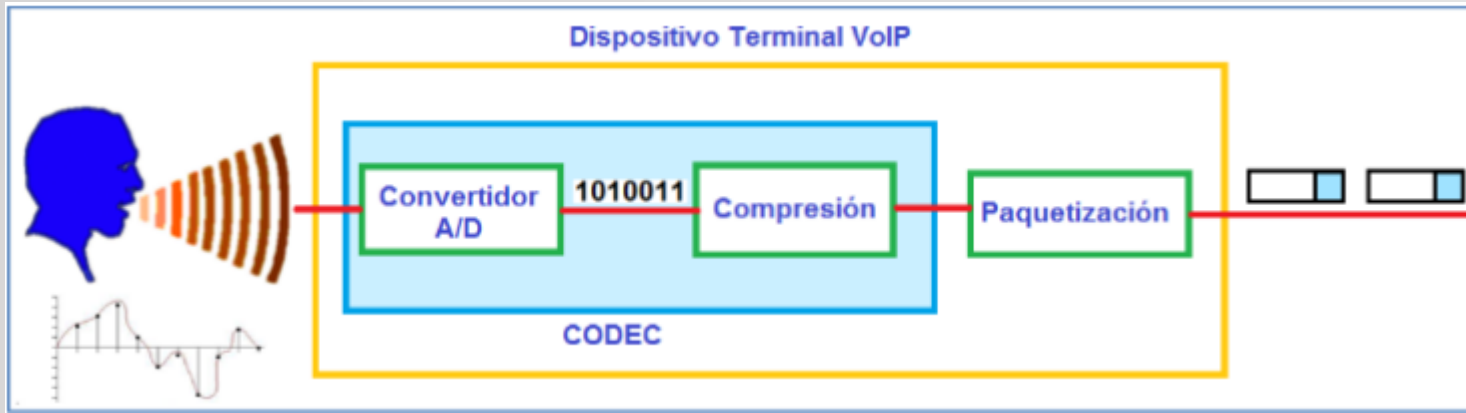 Dispositivo Terminal VoIP
Convertidor
A/D
1010011
Compresión
Paquetización
CODEC